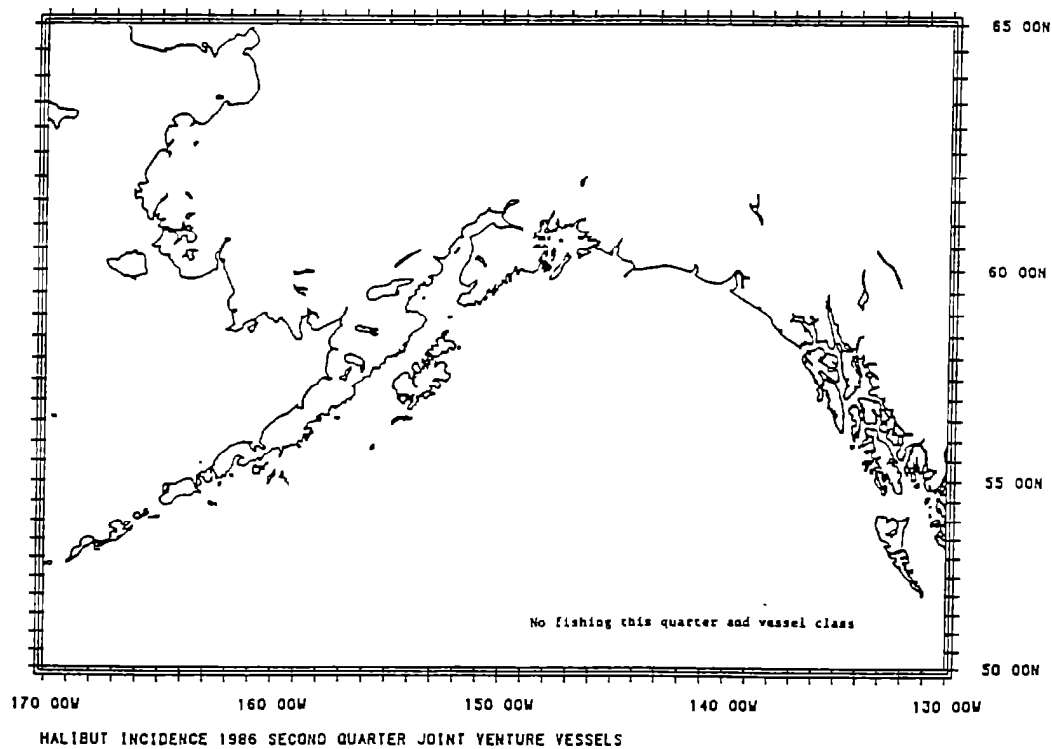 65 00N
60 00N
55 00N
No fishing this quarter and vessel class
50 00N
170 00W 160 00W 150 00W 140 00W 130 00W
HALIBUT INCIDENCE 1986 SECOND QUARTER JOINT VENTURE VESSELS